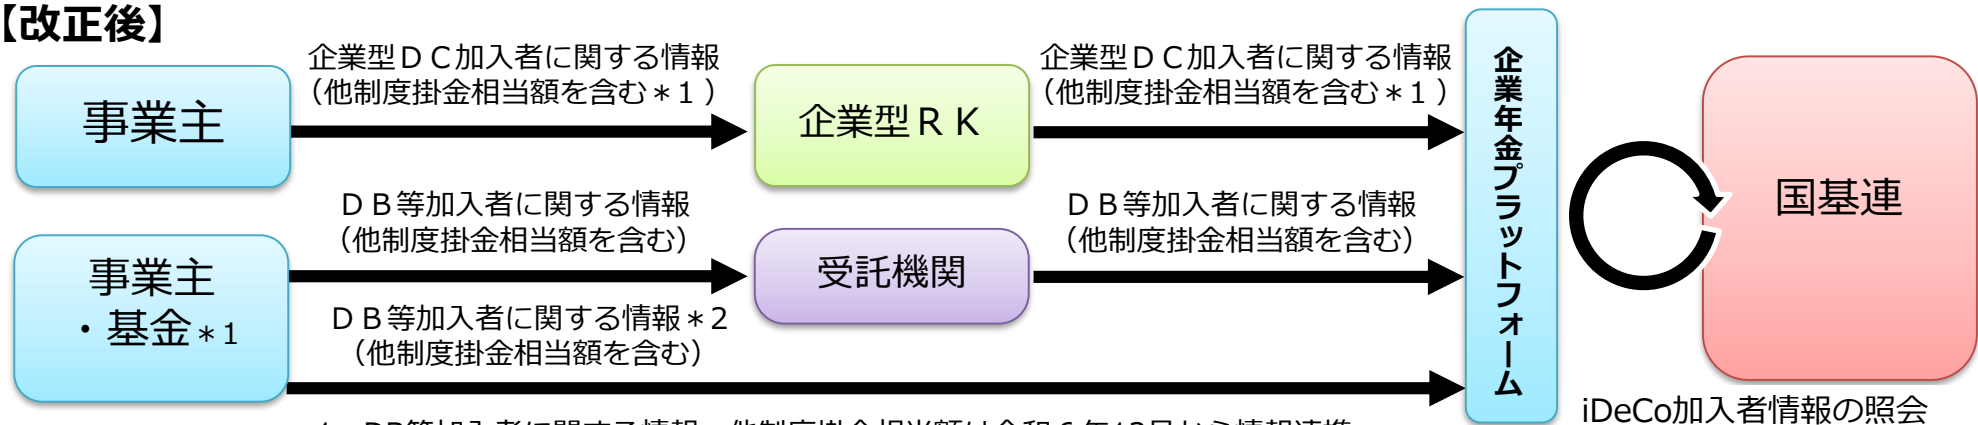 【改正後】
企業型ＤＣ加入者に関する情報
（他制度掛金相当額を含む＊１）
企業型ＤＣ加入者に関する情報
（他制度掛金相当額を含む＊１）
事業主
企業型ＲＫ
企業年金プラットフォーム
国基連
ＤＢ等加入者に関する情報
（他制度掛金相当額を含む）
ＤＢ等加入者に関する情報
（他制度掛金相当額を含む）
事業主
・基金＊1
受託機関
ＤＢ等加入者に関する情報＊2
（他制度掛金相当額を含む）
iDeCo加入者情報の照会